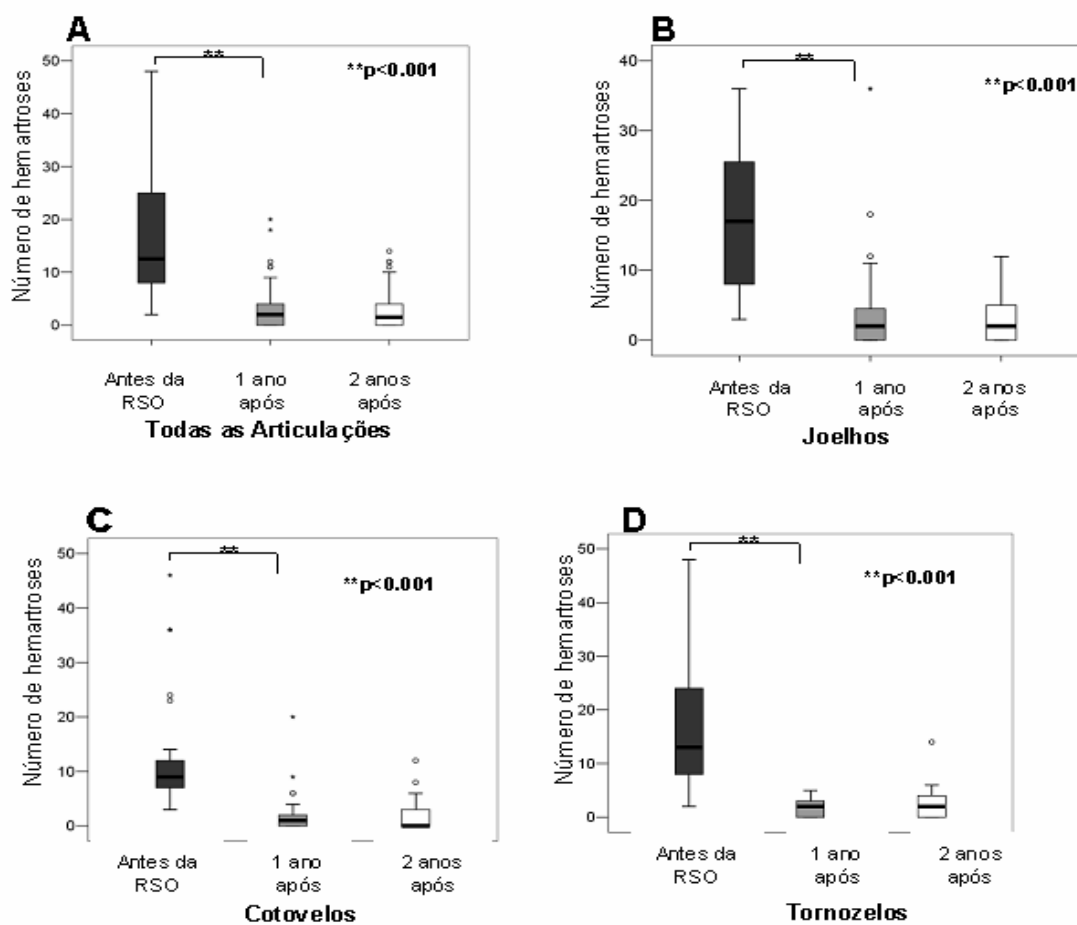 A
Número de hemartroses
50
40
30
20
10
0
**
**p<0.001
Antes da
RSO
1 ano
após
2 anos
após
Todas as Articulações
B
Número de hemartroses
40
30
20
10
0
**
**p<0.001
Antes da
RSO
1 ano
após
2 anos
após
Joelhos
C
Número de hemartroses
50
40
30
20
10
0
**
**p<0.001
Antes da
RSO
1 ano
após
2 anos
após
Cotovelos
D
Número de hemartroses
50
40
30
20
10
0
**
**p<0.001
Antes da
RSO
1 ano
após
2 anos
após
Tornozelos